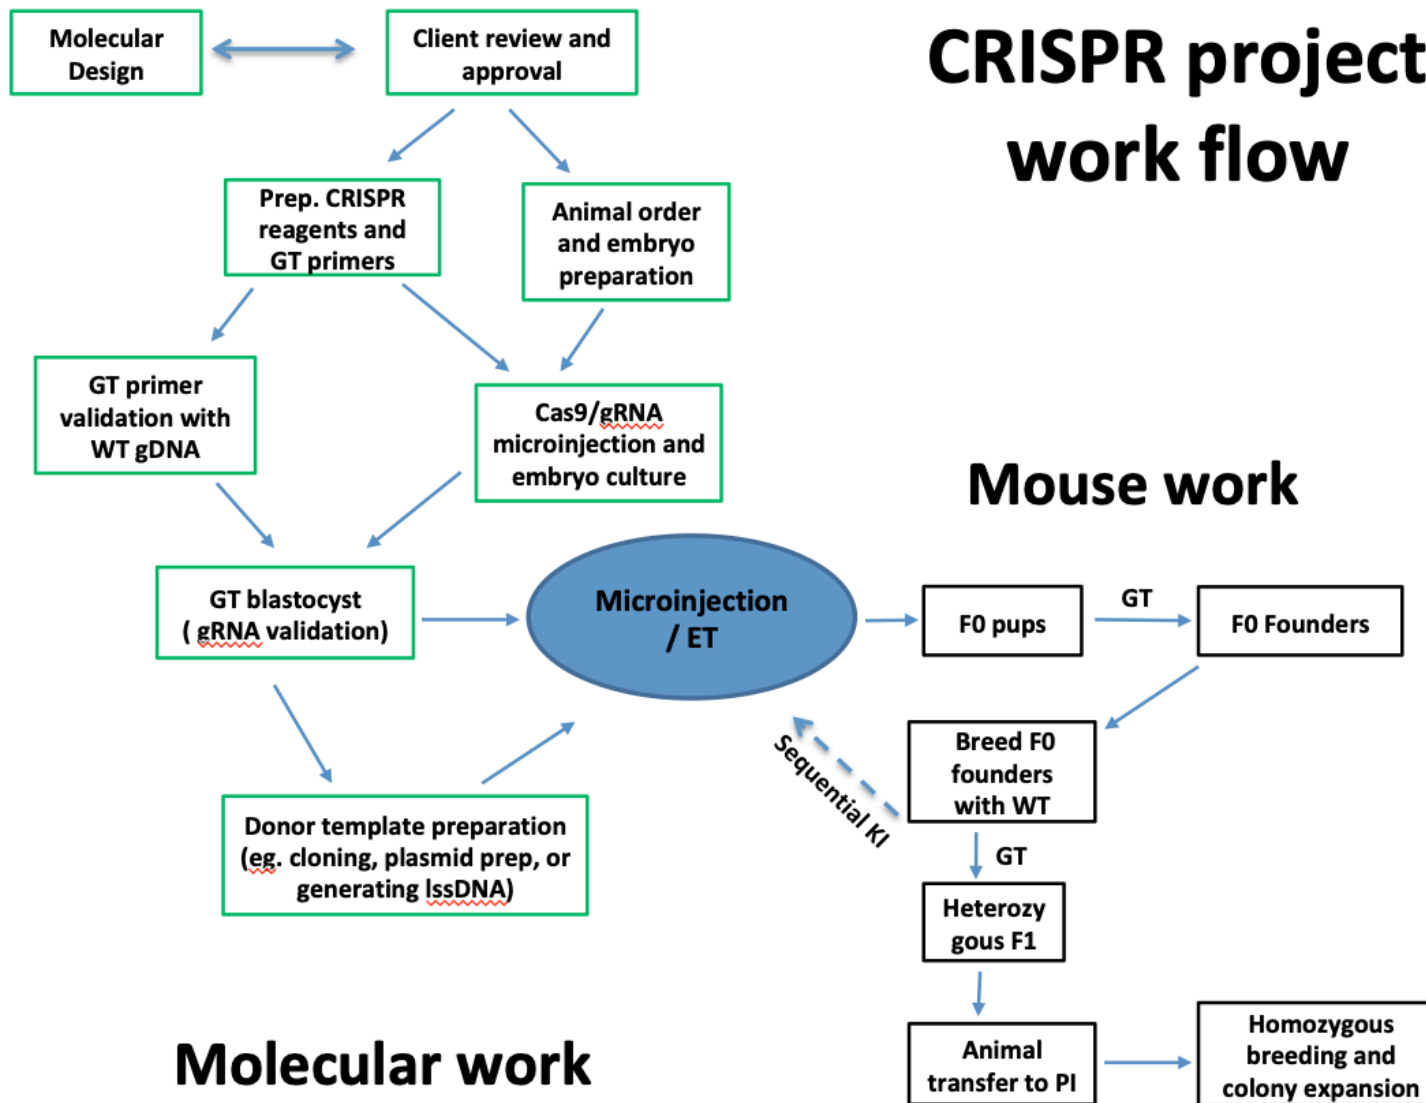 CRISPR project
work flow
Molecular
Design
Client review and
approval
Prep. CRISPR
reagents and
GT primers
Animal order
and embryo
preparation
GT primer
validation with
WT gDNA
Cas9/gRNA
microinjection and
embryo culture
GT blastocyst
( gRNA validation)
Donor template preparation
(eg. cloning, plasmid prep, or
generating lssDNA)
Molecular work
Microinjection
/ ET
Mouse work
F0 pups
GT
F0 Founders
Breed F0
founders
with WT
Sequential KI
GT
Heterozy
gous F1
Animal
transfer to PI
Homozygous
breeding and
colony expansion